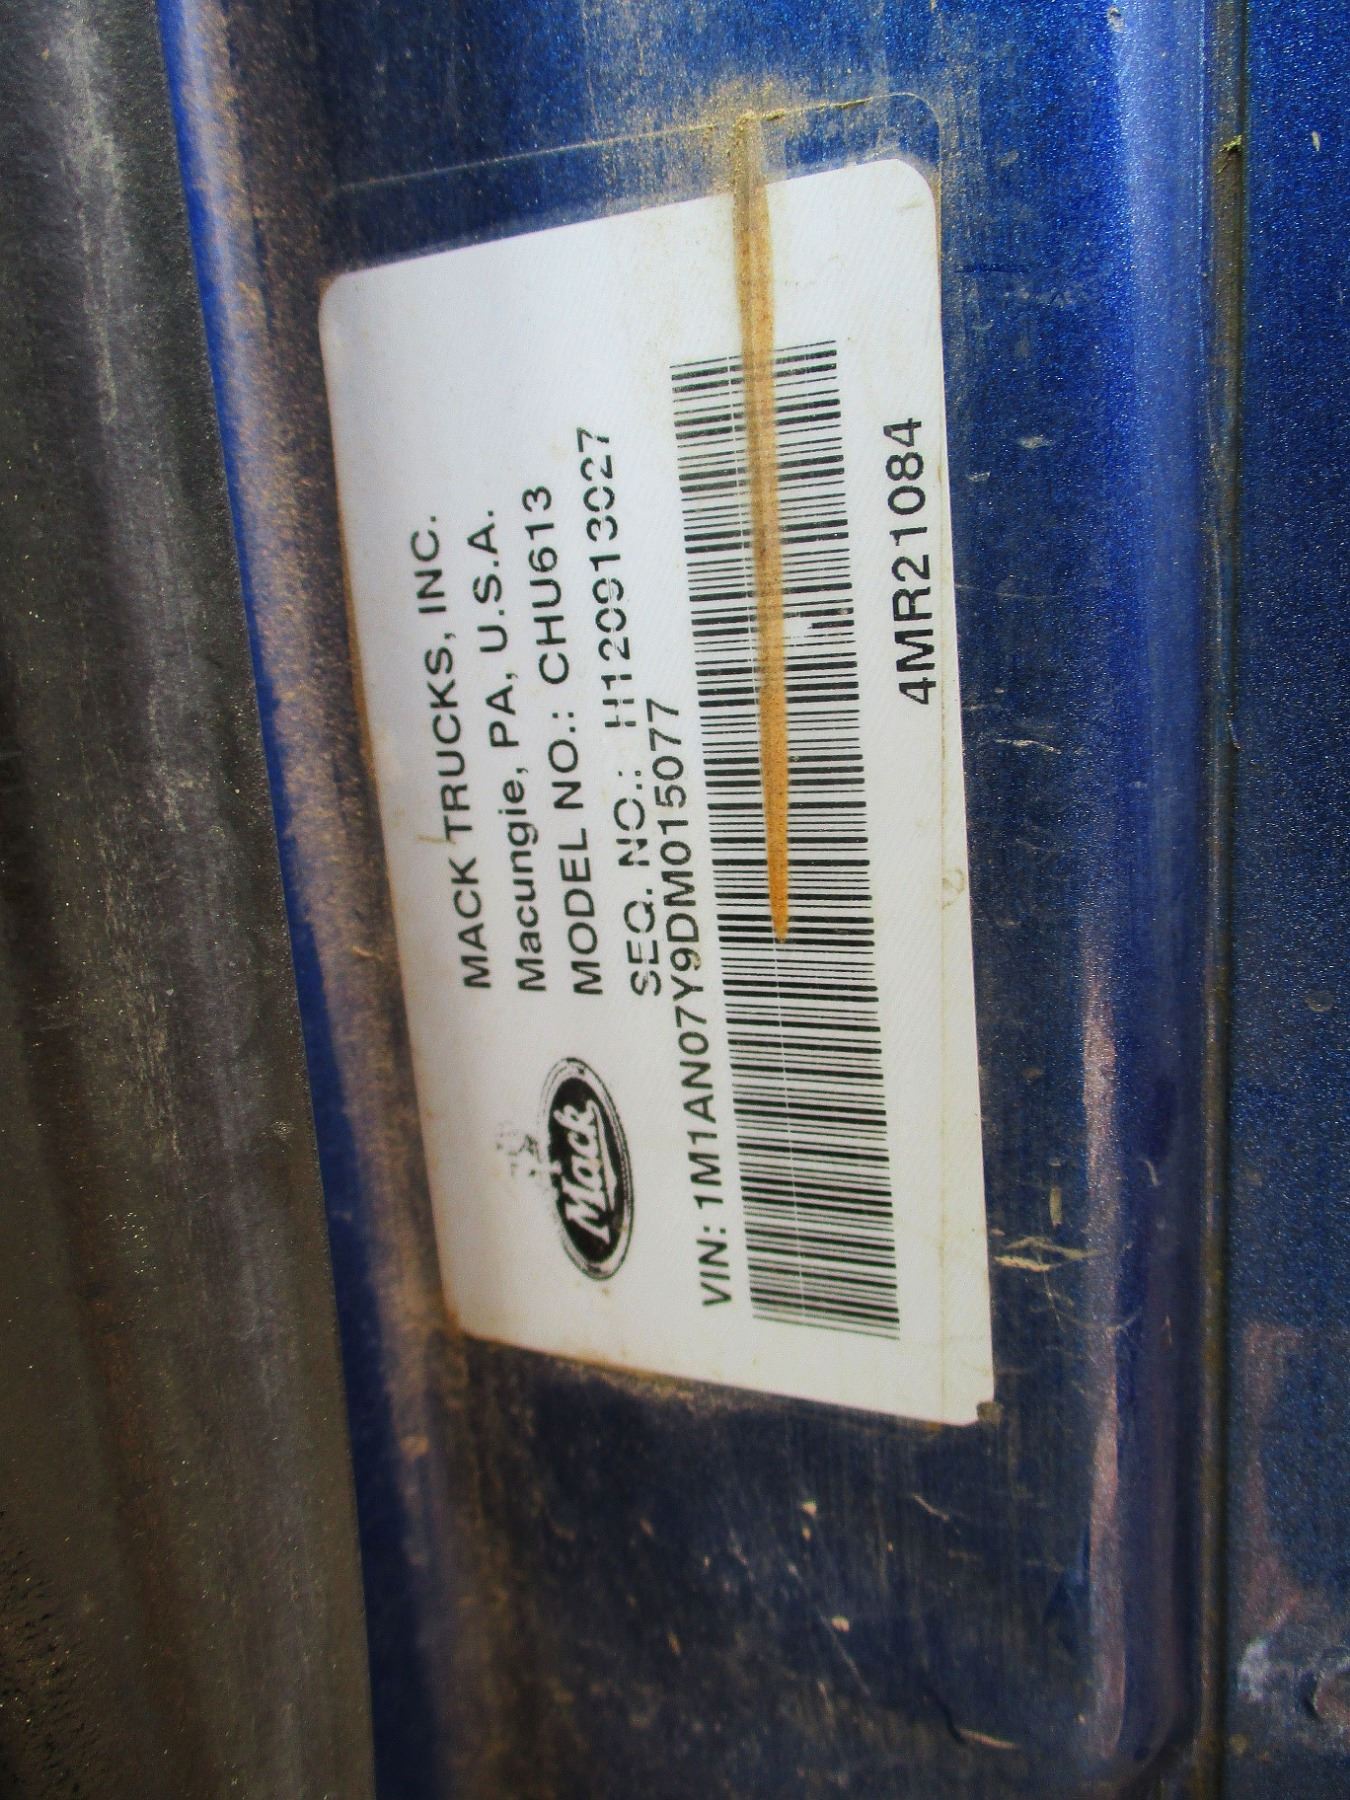 MACK TRUCKS, INC.
Macungie, PA, U.S.A.
MODEL NO.: CHU613
SEQ. NO.: H120913027
Mack
VIN: 1M1AN07Y9DM015077
4MR21084